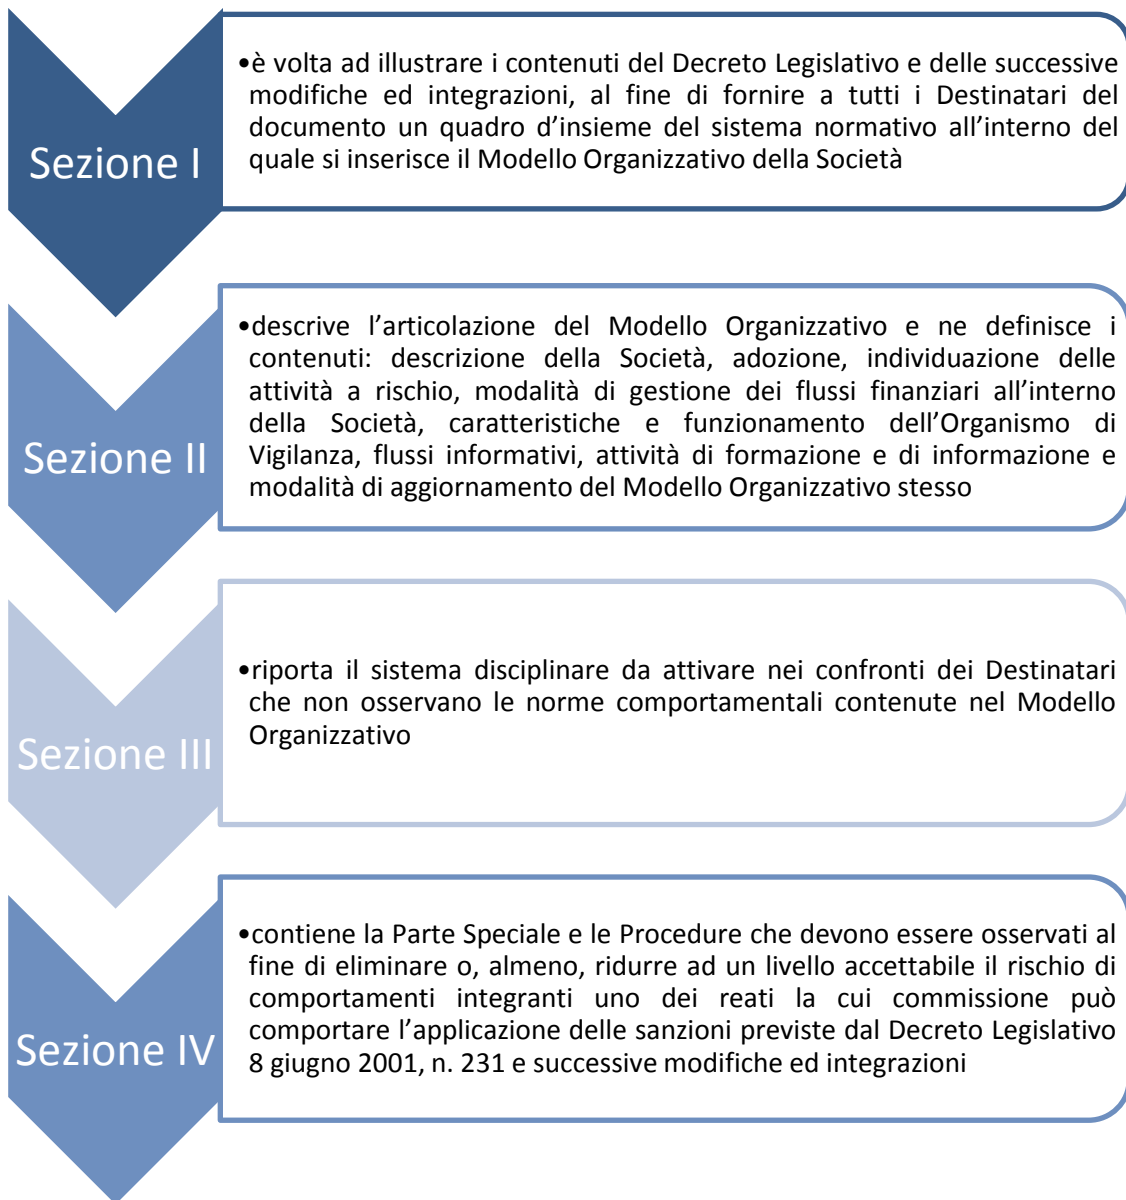 Sezione I
•è volta ad illustrare i contenuti del Decreto Legislativo e delle successive
modifiche ed integrazioni, al fine di fornire a tutti i Destinatari del
documento un quadro d’insieme del sistema normativo all’interno del
quale si inserisce il Modello Organizzativo della Società
Sezione II
•descrive l’articolazione del Modello Organizzativo e ne definisce i
contenuti: descrizione della Società, adozione, individuazione delle
attività a rischio, modalità di gestione dei flussi finanziari all’interno
della Società, caratteristiche e funzionamento dell’Organismo di
Vigilanza, flussi informativi, attività di formazione e di informazione e
modalità di aggiornamento del Modello Organizzativo stesso
Sezione III
•riporta il sistema disciplinare da attivare nei confronti dei Destinatari
che non osservano le norme comportamentali contenute nel Modello
Organizzativo
Sezione IV
•contiene la Parte Speciale e le Procedure che devono essere osservati al
fine di eliminare o, almeno, ridurre ad un livello accettabile il rischio di
comportamenti integranti uno dei reati la cui commissione può
comportare l’applicazione delle sanzioni previste dal Decreto Legislativo
8 giugno 2001, n. 231 e successive modifiche ed integrazioni